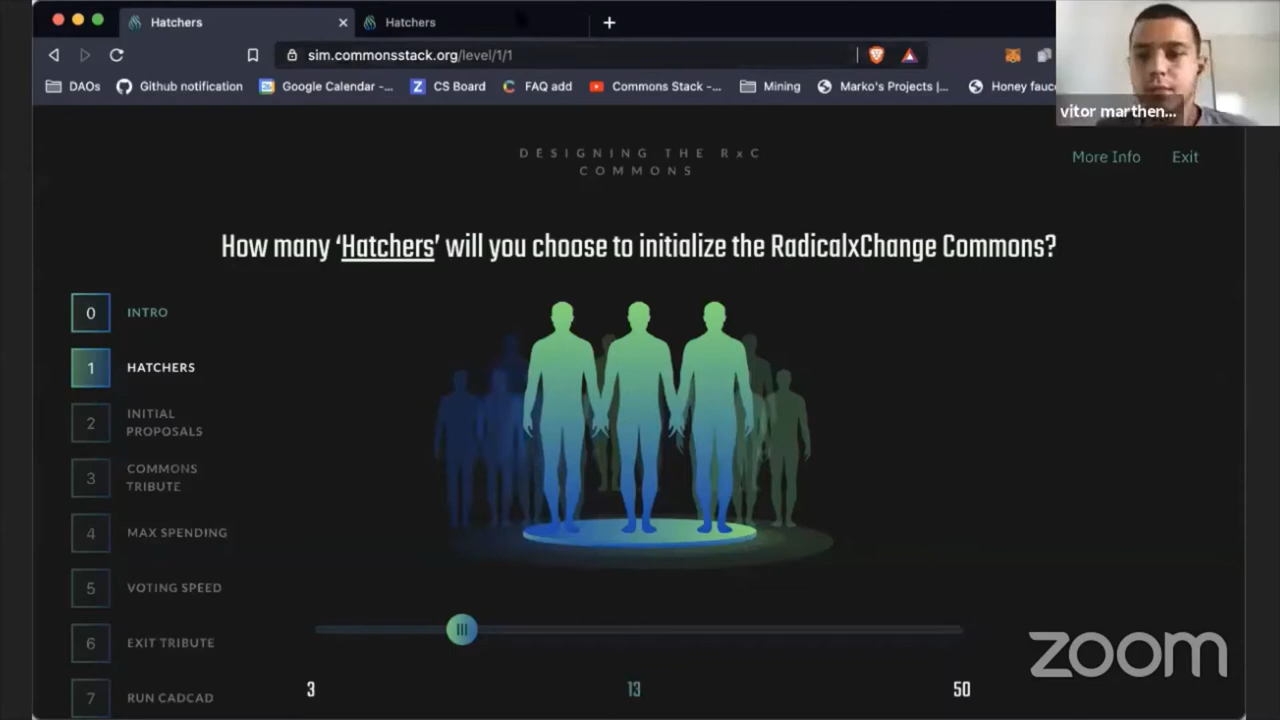 Hatchers
Hatchers
sim.commonsstack.org/level/1/1
DAOs
Github notification
Google Calendar -...
CS Board
FAQ add
Commons Stack -...
Mining
Marko's Projects |...
Honey fauc
vitor marthen...
DESIGNING THE RxC
COMMONS
More Info
Exit
How many ‘Hatchers’ will you choose to initialize the RadicalxChange Commons?
0 INTRO
1 HATCHERS
2 INITIAL
PROPOSALS
3 COMMONS
TRIBUTE
4 MAX SPENDING
5 VOTING SPEED
6 EXIT TRIBUTE
7 RUN CADCAD
3
13
50
zoom